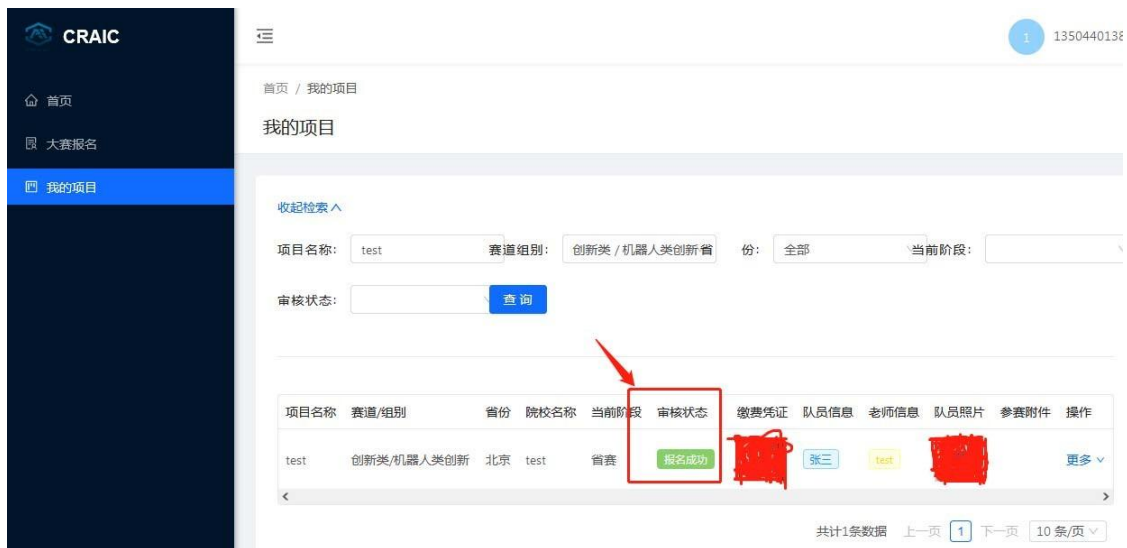 CRAIC
1 1350440138
首页
大赛报名
我的项目
首页 / 我的项目
我的项目
收起检索
项目名称: test 赛道组别: 创新类 / 机器人类创新 省 份: 全部 当前阶段:
审核状态: 查 询
项目名称 赛道/组别 省份 院校名称 当前阶段 审核状态 缴费凭证 队员信息 老师信息 队员照片 参赛附件 操作
test 创新类/机器人类创新 北京 test 省赛 报名成功 张三 test 更多
共计1条数据 上一页 1 下一页 10 条/页